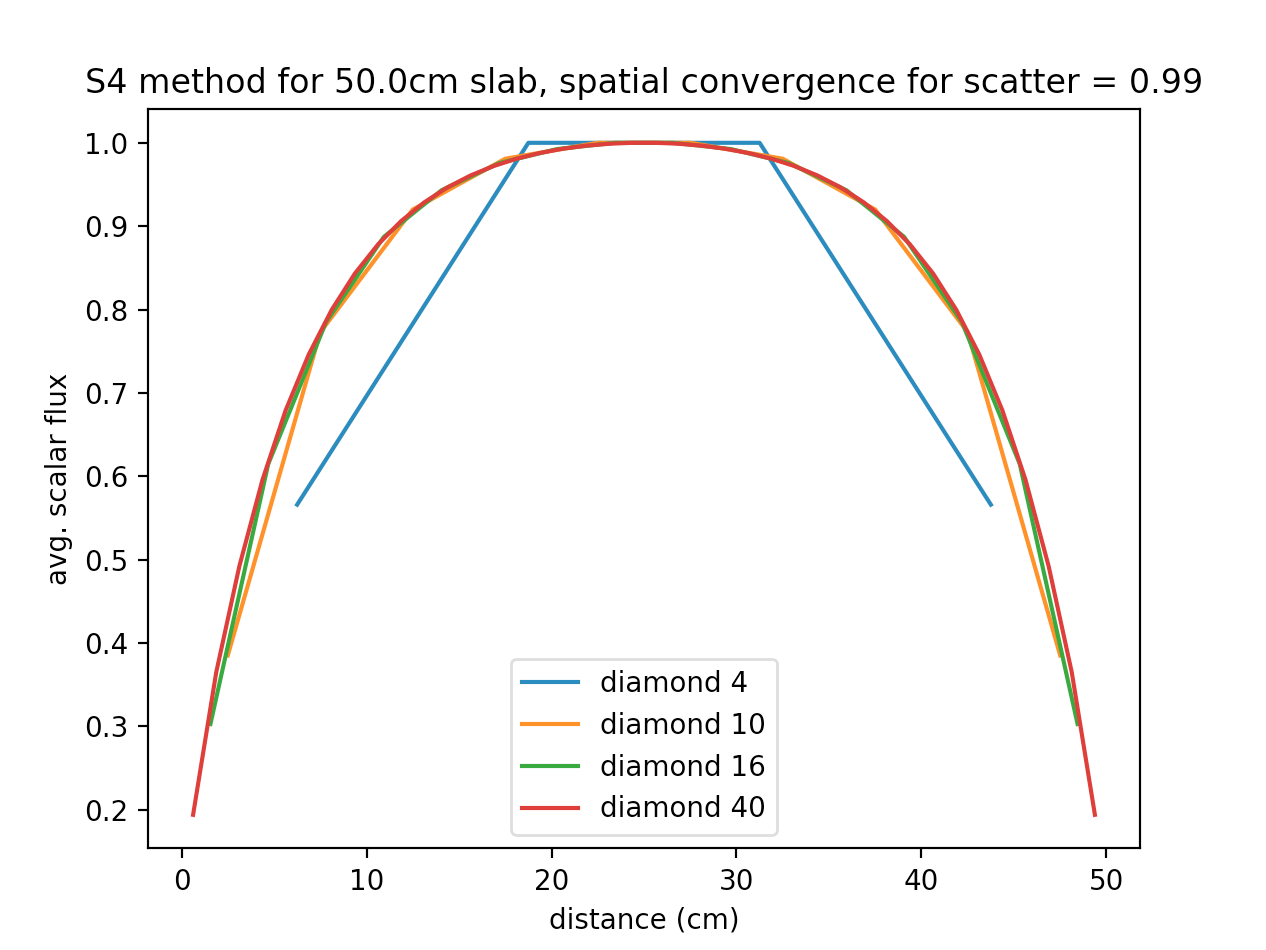 S4 method for 50.0cm slab, spatial convergence for scatter = 0.99
1.0
0.9
0.8
0.7
0.6
0.5
0.4
0.3
0.2
avg. scalar flux
diamond 4
diamond 10
diamond 16
diamond 40
0 10 20 30 40 50
distance (cm)